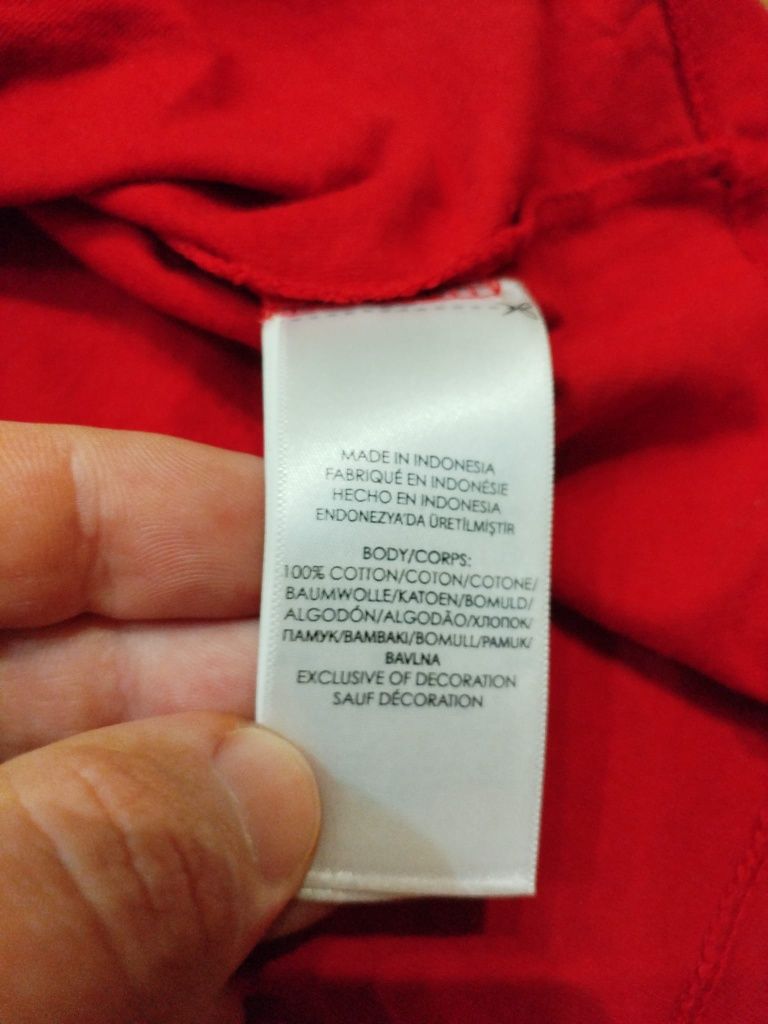 MADE IN INDONESIA
FABRIQUÉ EN INDONÉSIE
HECHO EN INDONESIA
ENDONEZYA'DA ÜRETİLMİŞTİR
BODY/CORPS:
100% COTTON/COTON/COTONE/
BAUMWOLLE/KATOEN/BOMULD/
ALGODÓN/ALGODÃO/ХЛОПОК/
ПАМУК/BAMBAKI/BOMULL/PAMUK/
BAVLNA
EXCLUSIVE OF DECORATION
SAUF DÉCORATION